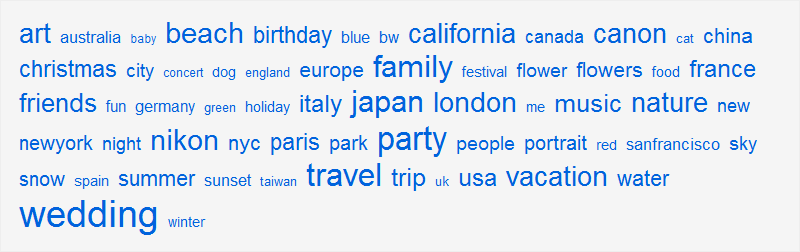 art australia baby beach birthday blue bw california canada canon cat china
christmas city concert dog england europe family festival flower flowers food france
friends fun germany green holiday italy japan london me music nature new
newyork night nikon nyc paris park party people portrait red sanfrancisco sky
snow spain summer sunset taiwan travel trip uk usa vacation water
wedding winter